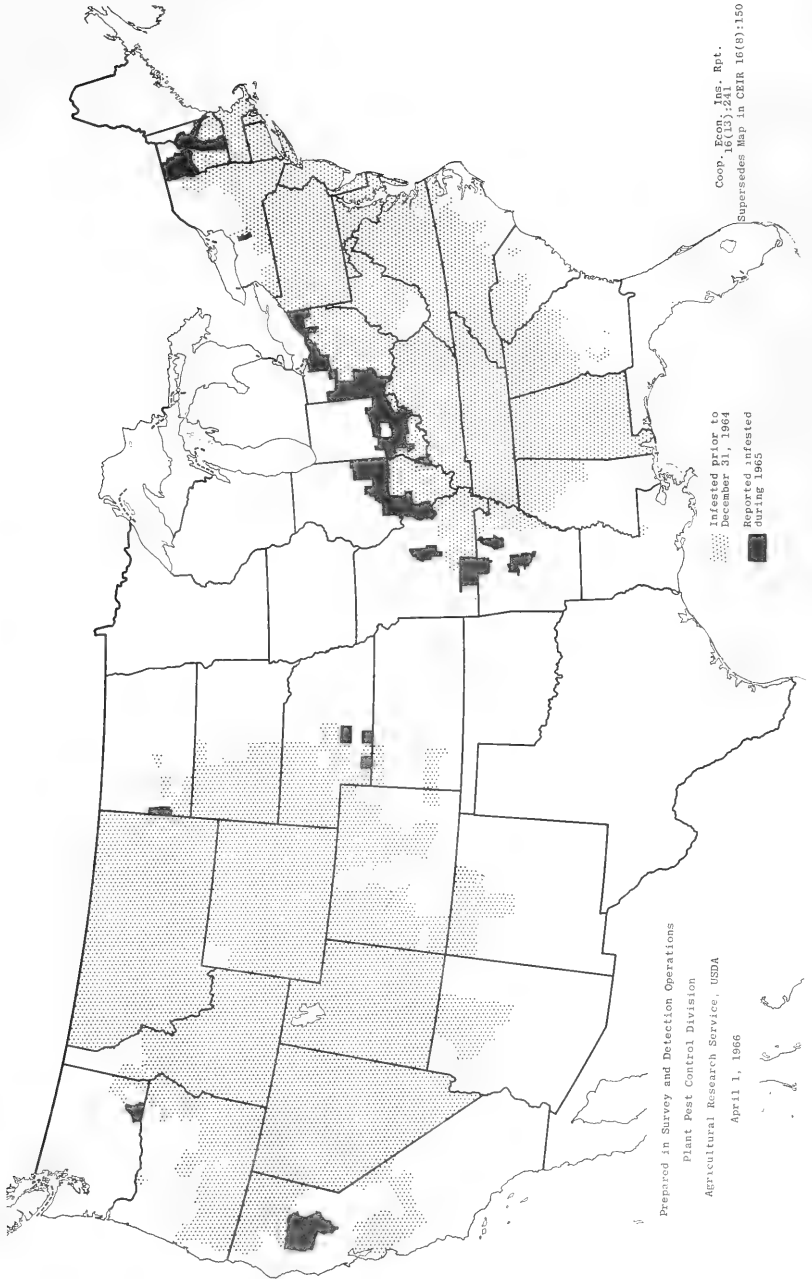 Coop. Econ. Ins. Rpt.
16(13):241
Supersedes Map in CEIR 16(8):150
Infested prior to
December 31, 1964
Reported infested
during 1965
Prepared in Survey and Detection Operations
Plant Pest Control Division
Agricultural Research Service, USDA
April 1, 1966